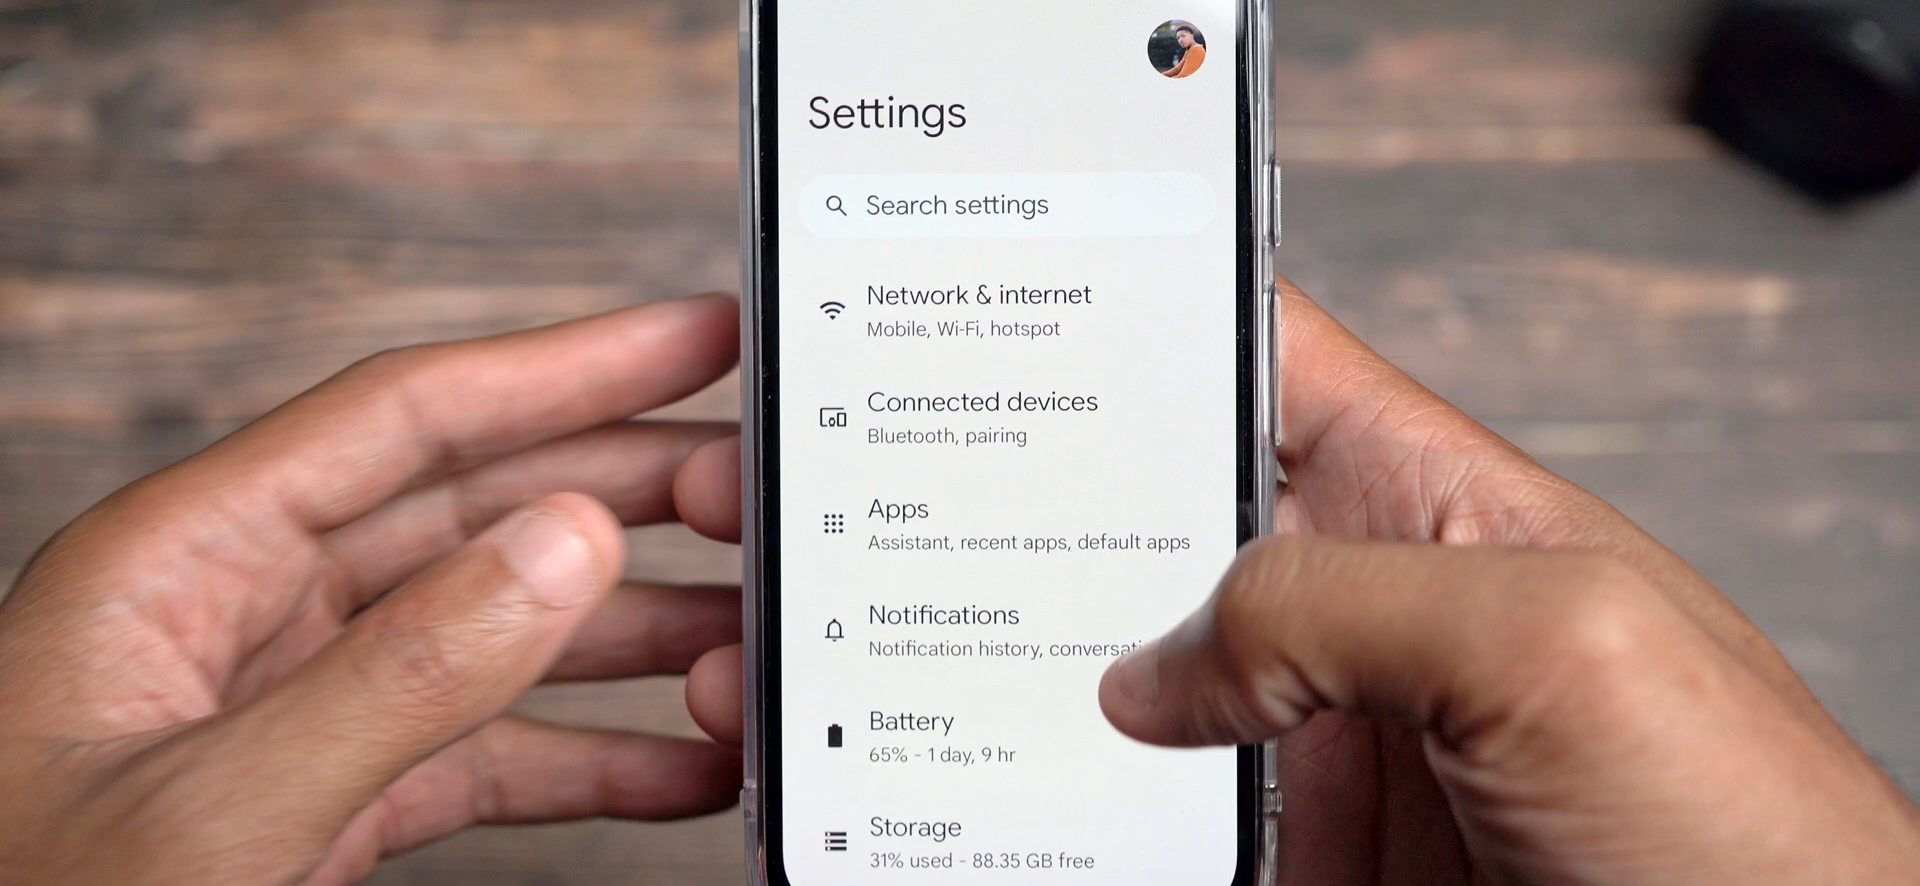 Settings
Search settings
Network & internet
Mobile, Wi-Fi, hotspot
Connected devices
Bluetooth, pairing
Apps
Assistant, recent apps, default apps
Notifications
Notification history,
Battery
65% - 1 day, 9 hr
Storage
31% used - 88.35 GB free